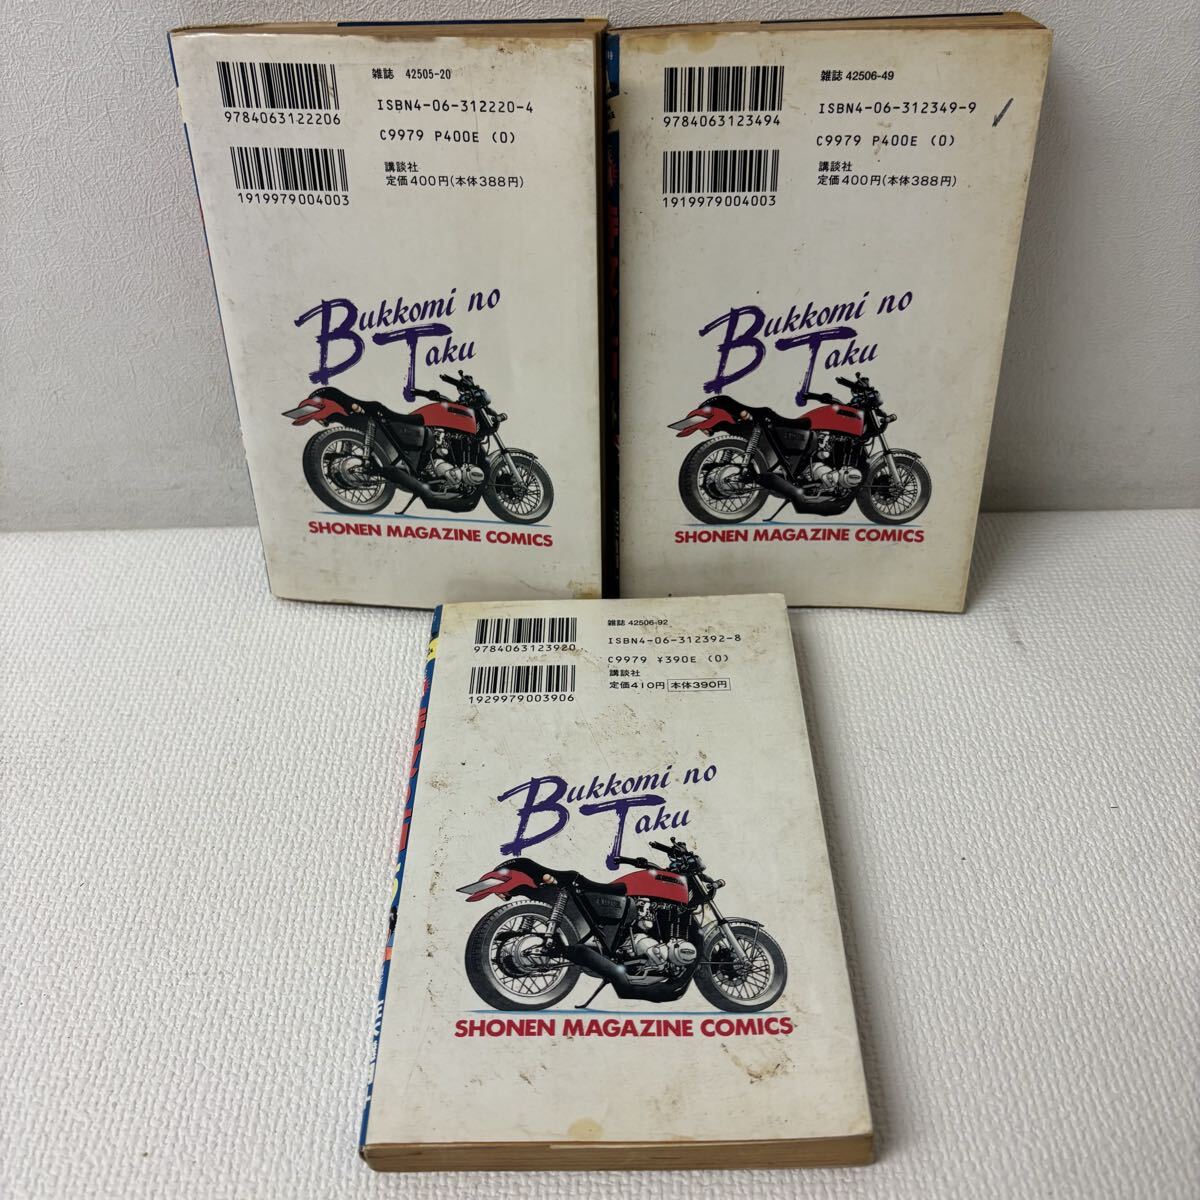 雑誌 42505-20
ISBN4-06-312220-4
9784063122206
C9979 P400E (0)
講談社
定価400円(本体388円)
1919979004003
Bukkomi no
Taku
SHONEN MAGAZINE COMICS
雑誌 42506-49
ISBN4-06-312349-9
9784063123494
C9979 P400E (0)
講談社
定価400円(本体388円)
1919979004003
Bukkomi no
Taku
SHONEN MAGAZINE COMICS
雑誌 42506-92
ISBN4-06-312392-8
9784063123920
C9979 ¥390E (0)
講談社
定価410円 本体390円
1929979003906
Bukkomi no
Taku
SHONEN MAGAZINE COMICS